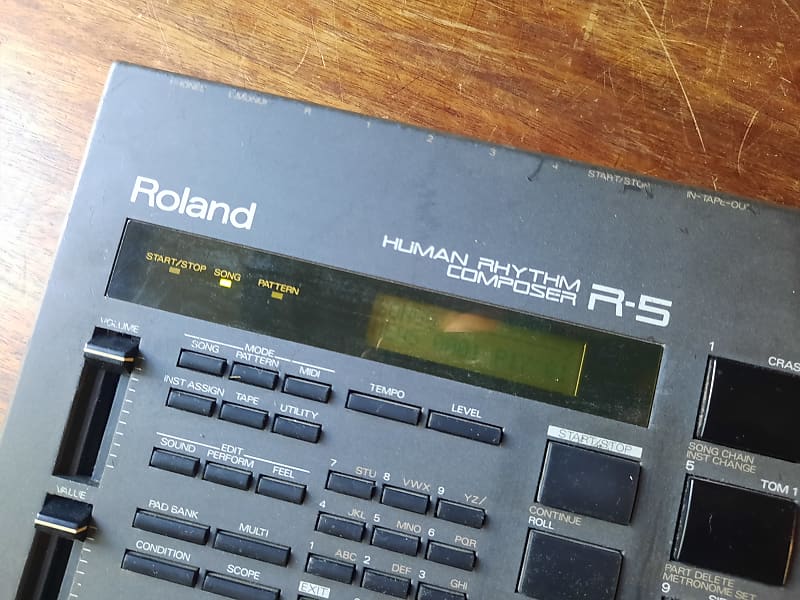 R 1 2 3 4 START/STOP IN-TAPE-OUT
Roland
HUMAN RHYTHM
COMPOSER R-5
START/STOP SONG PATTERN
VOLUME
MODE
SONG PATTERN MIDI
INST ASSIGN TAPE UTILITY
TEMPO LEVEL
1 CRAS
START/STOP
SONG CHAIN
INST CHANGE
EDIT
SOUND PERFORM FEEL
7 STU 8 VWX 9 YZ/
5 TOM 1
VALUE
PAD BANK MULTI
4 JKL 5 MNO 6 PQR
CONTINUE
ROLL
CONDITION SCOPE
1 ABC 2 DEF 3 GHI
EXIT
PART DELETE
METRONOME SET
9